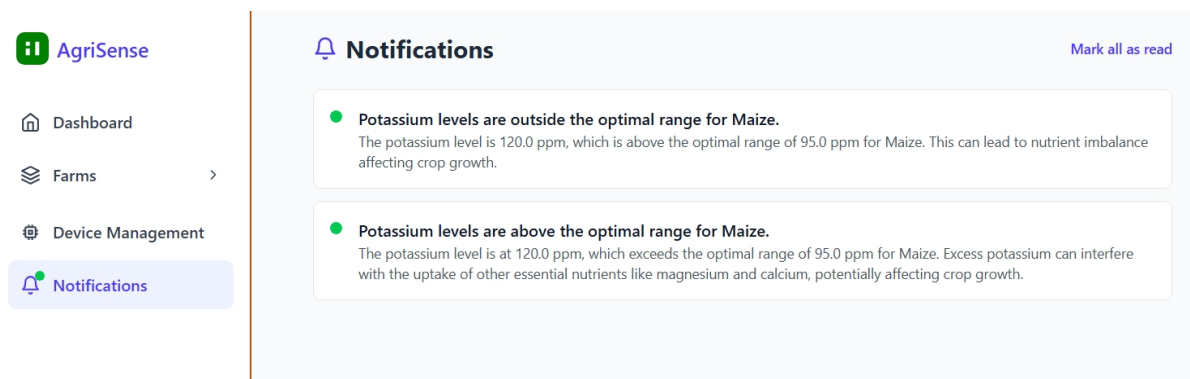 AgriSense
Dashboard
Farms
Device Management
Notifications
Notifications
Mark all as read
Potassium levels are outside the optimal range for Maize.
The potassium level is 120.0 ppm, which is above the optimal range of 95.0 ppm for Maize. This can lead to nutrient imbalance
affecting crop growth.
Potassium levels are above the optimal range for Maize.
The potassium level is at 120.0 ppm, which exceeds the optimal range of 95.0 ppm for Maize. Excess potassium can interfere
with the uptake of other essential nutrients like magnesium and calcium, potentially affecting crop growth.